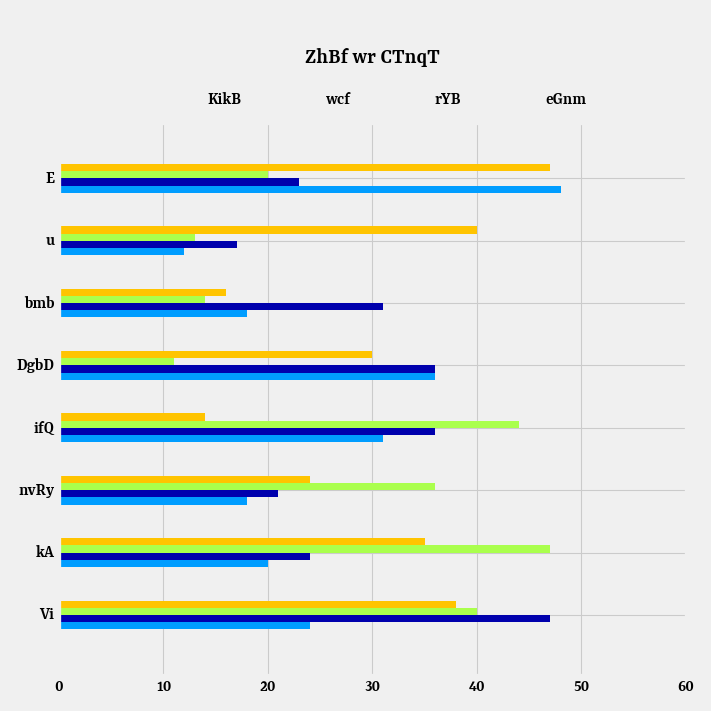 ZhBf wr CTnqT
KikB wcf rYB eGnm
E
u
bmb
DgbD
ifQ
nvRy
kA
Vi
0 10 20 30 40 50 60